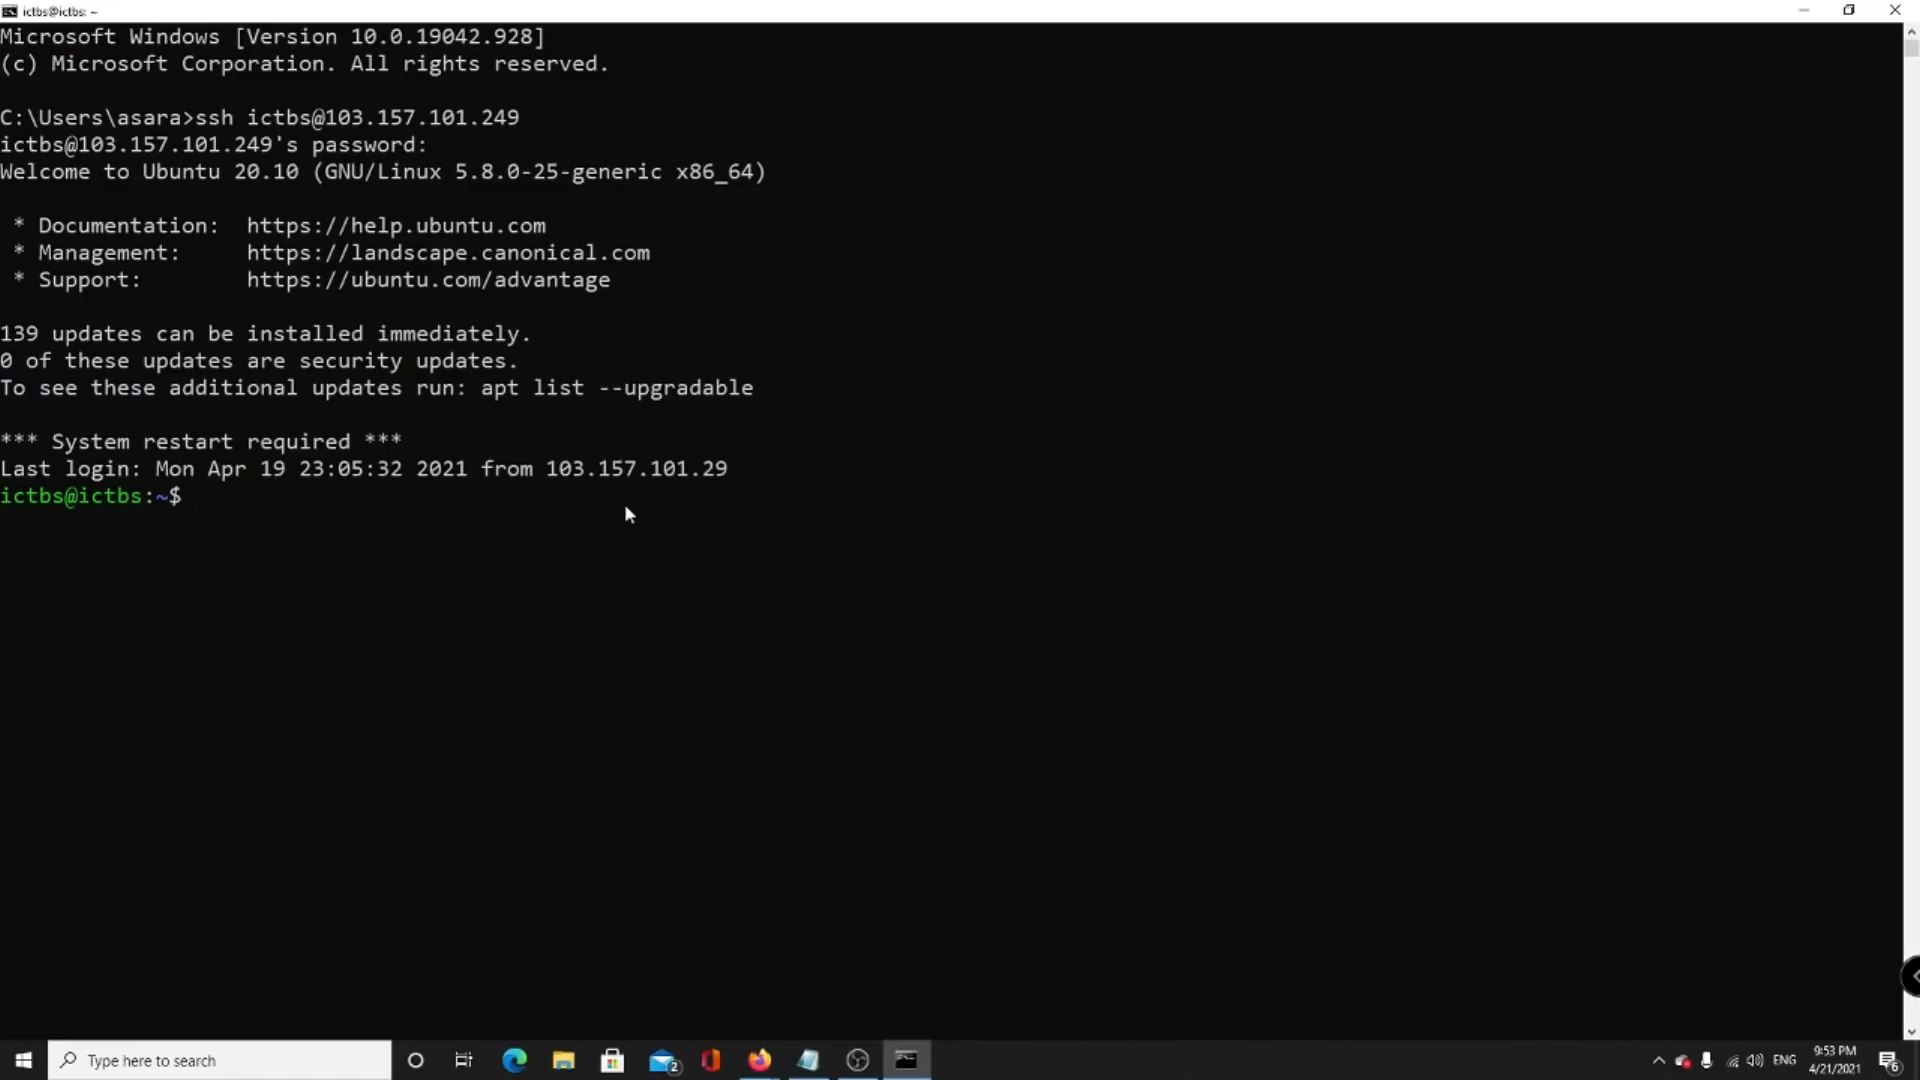 ictbs@ictbs: ~
Microsoft Windows [Version 10.0.19042.928]
(c) Microsoft Corporation. All rights reserved.
C:\Users\asara>ssh ictbs@103.157.101.249
ictbs@103.157.101.249's password:
Welcome to Ubuntu 20.10 (GNU/Linux 5.8.0-25-generic x86_64)
* Documentation:  https://help.ubuntu.com
* Management:     https://landscape.canonical.com
* Support:        https://ubuntu.com/advantage
139 updates can be installed immediately.
0 of these updates are security updates.
To see these additional updates run: apt list --upgradable
*** System restart required ***
Last login: Mon Apr 19 23:05:32 2021 from 103.157.101.29
ictbs@ictbs:~$
Type here to search
2
ENG
9:53 PM
4/21/2021
6